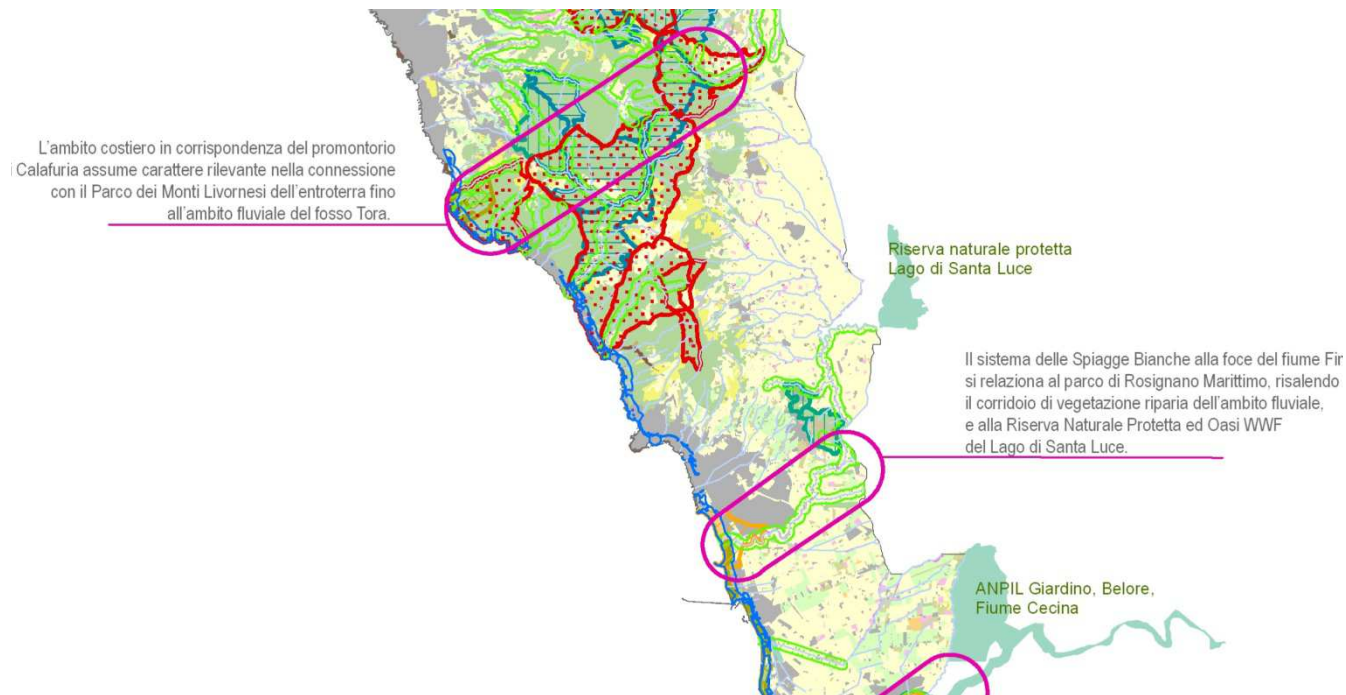 L'ambito costiero in corrispondenza del promontorio
i Calafuria assume carattere rilevante nella connessione
con il Parco dei Monti Livornesi dell'entroterra fino
all'ambito fluviale del fosso Tora.
Riserva naturale protetta
Lago di Santa Luce
Il sistema delle Spiagge Bianche alla foce del fiume Fin
si relaziona al parco di Rosignano Marittimo, risalendo
il corridoio di vegetazione riparia dell'ambito fluviale,
e alla Riserva Naturale Protetta ed Oasi WWF
del Lago di Santa Luce.
ANPIL Giardino, Belore,
Fiume Cecina